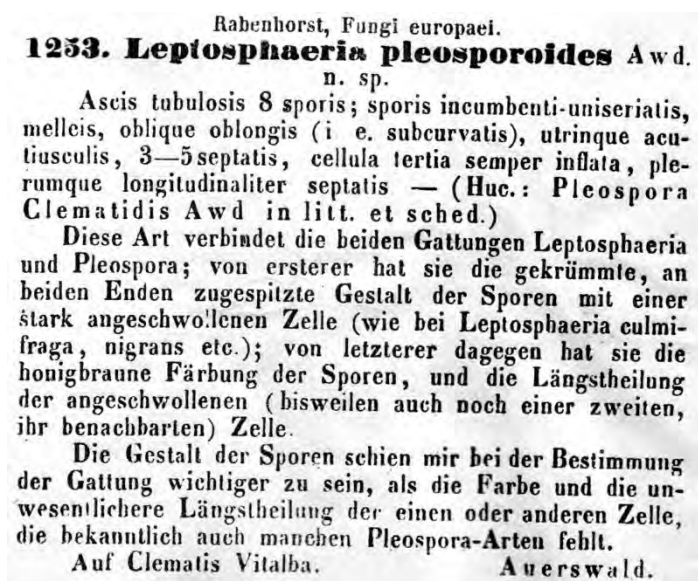 Rabenhorst, Fungi europaei.
1253. Leptosphaeria pleosporoides Awd.
n. sp.
Ascis tubulosis 8 sporis; sporis incumbenti-uniserialis,
melleis, oblique oblongis (i e. subcurvatis), utrinque acu-
tiusculis, 3—5septatis, cellula tertia semper inflata, ple-
rumque longitudinaliter septatis — (Huc.: Pleospora
Clematidis Awd in litt. et sched.)
Diese Art verbindet die beiden Gattungen Leptosphaeria
und Pleospora; von ersterer hat sie die gekrümmte, an
beiden Enden zugespitzte Gestalt der Sporen mit einer
stark angeschwollenen Zelle (wie bei Leptosphaeria culmi-
fraga, nigrans etc.); von letzterer dagegen hat sie die
honigbraune Färbung der Sporen, und die Längstheilung
der angeschwollenen (bisweilen auch noch einer zweiten,
ihr benachbarten) Zelle.
Die Gestalt der Sporen schien mir bei der Bestimmung
der Gattung wichtiger zu sein, als die Farbe und die un-
wesentlichere Längstheilung der einen oder anderen Zelle,
die bekanntlich auch manchen Pleospora-Arten fehlt.
Auf Clematis Vitalba. Auerswald.